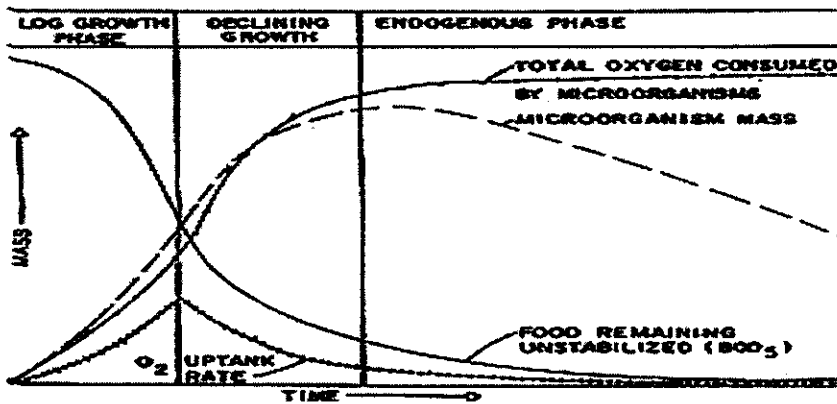 LOG GROWTH
PHASE
DECLINING
GROWTH
ENDOGENOUS PHASE
TOTAL OXYGEN CONSUMED
BY MICROORGANISMS
MICROORGANISM MASS
MASS
FOOD REMAINING
UNSTABILIZED (BOD5)
O2 UPTANK
RATE
TIME